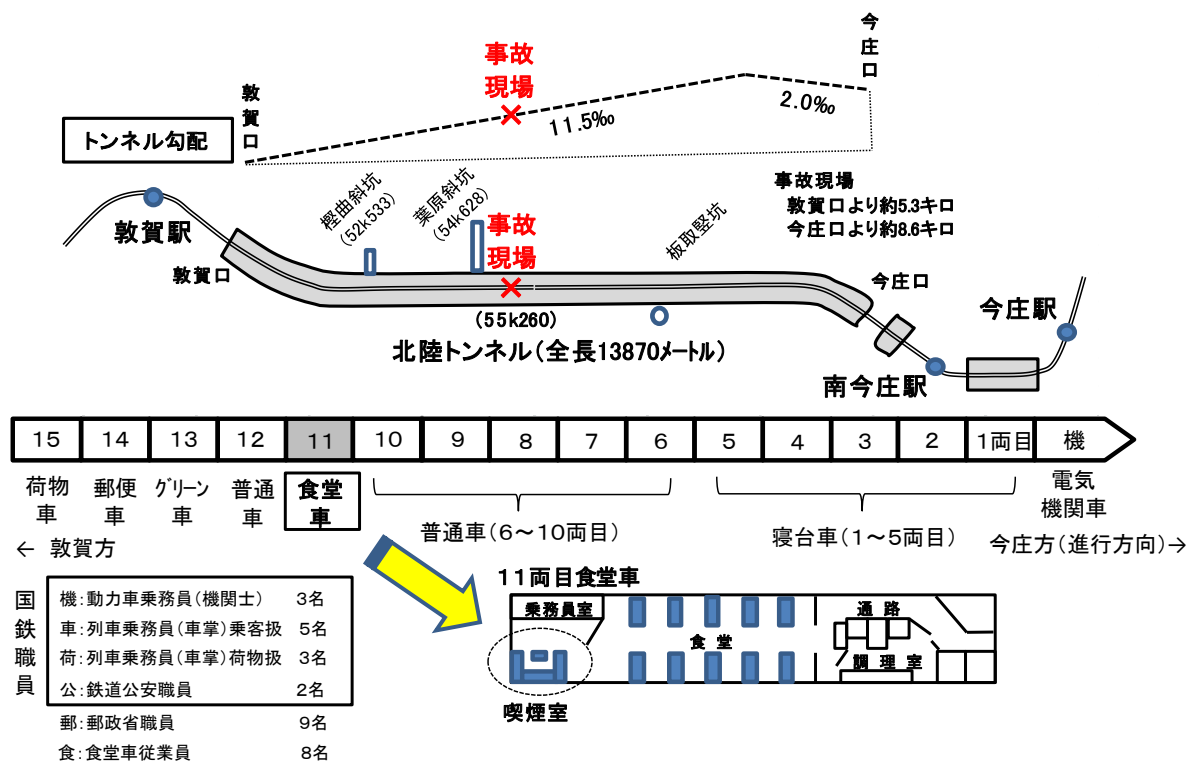 今庄口
事故
現場
敦賀口
2.0‰
11.5‰
トンネル勾配
樫曲斜坑
(52k533)
葉原斜坑
(54k628)
事故
現場
板取竪坑
事故現場
敦賀口より約5.3キロ
今庄口より約8.6キロ
敦賀駅
敦賀口
今庄口
今庄駅
(55k260)
北陸トンネル(全長13870メートル)
南今庄駅
15 14 13 12 11 10 9 8 7 6 5 4 3 2 1両目 機
荷物車
郵便車
グリーン車
普通車
食堂車
普通車(6～10両目)
寝台車(1～5両目)
電気機関車
← 敦賀方
今庄方(進行方向)→
国鉄職員
機:動力車乗務員(機関士) 3名
車:列車乗務員(車掌)乗客扱 5名
荷:列車乗務員(車掌)荷物扱 3名
公:鉄道公安職員 2名
郵:郵政省職員 9名
食:食堂車従業員 8名
11両目食堂車
乗務員室
食堂
通路
調理室
喫煙室